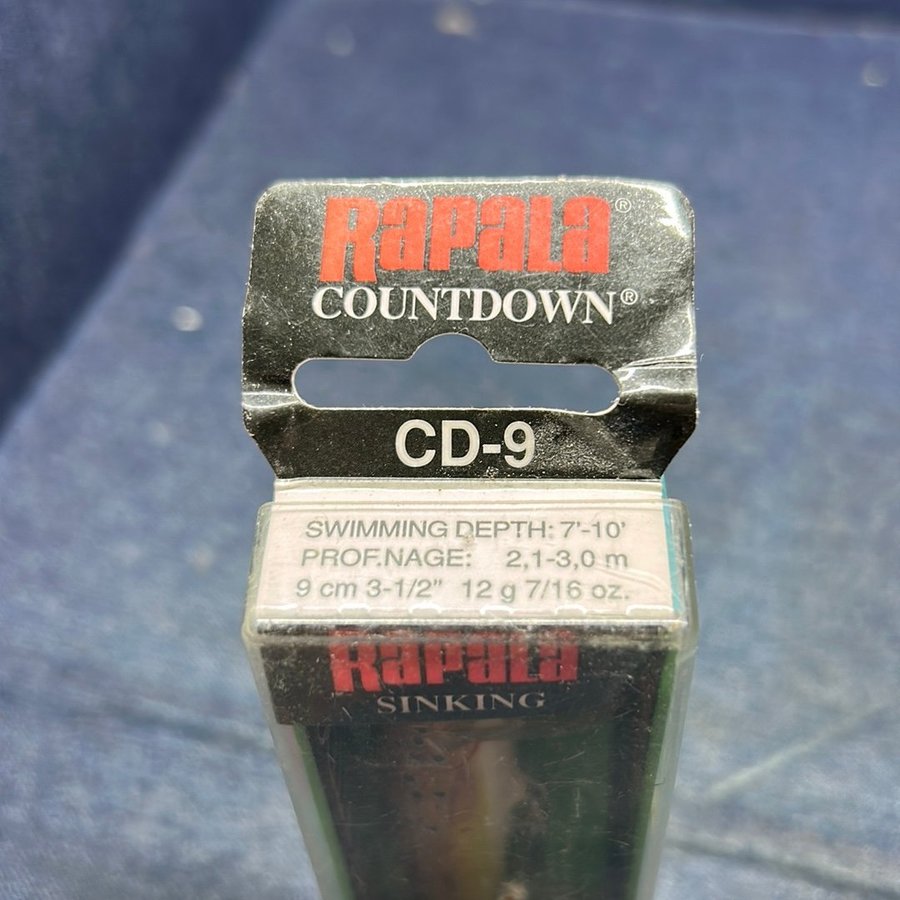 Rapala®
COUNTDOWN®
CD-9
SWIMMING DEPTH: 7'-10'
PROF.NAGE: 2,1-3,0 m
9 cm 3-1/2" 12 g 7/16 oz.
Rapala
SINKING